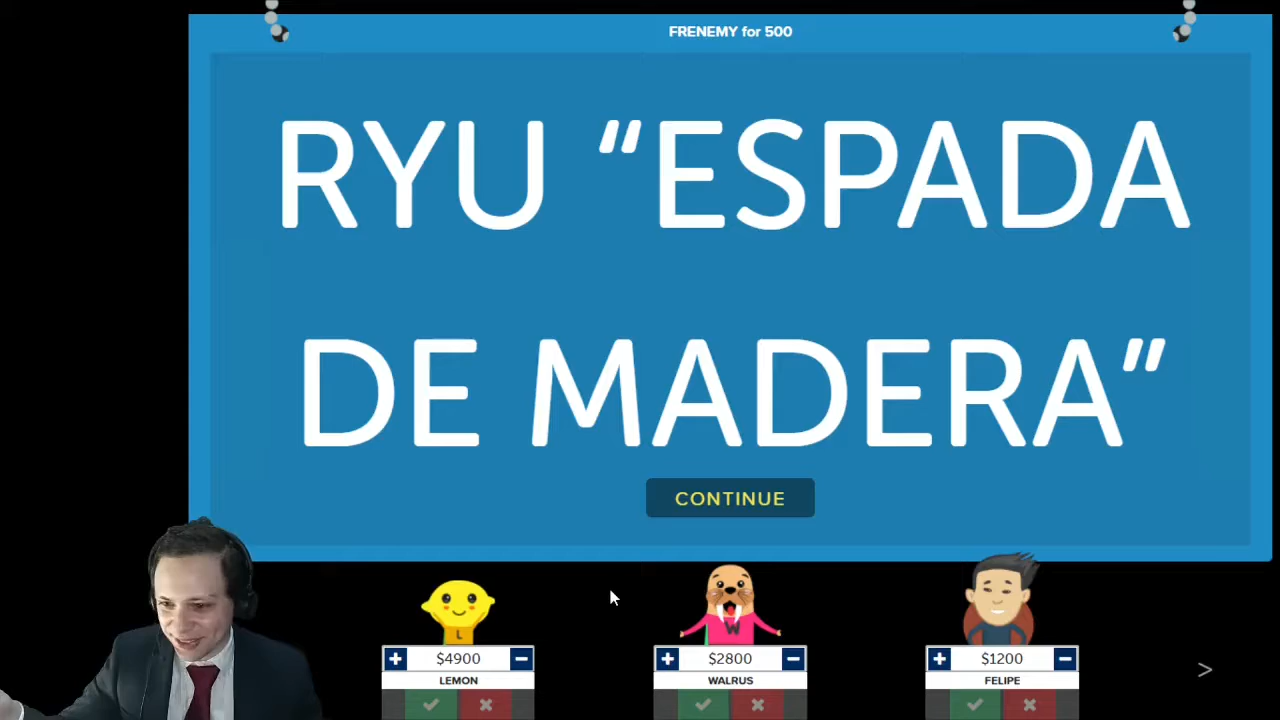 FRENEMY for 500
RYU “ESPADA
DE MADERA”
CONTINUE
L
W
+ $4900 −
+ $2800 −
+ $1200 −
LEMON
WALRUS
FELIPE
>